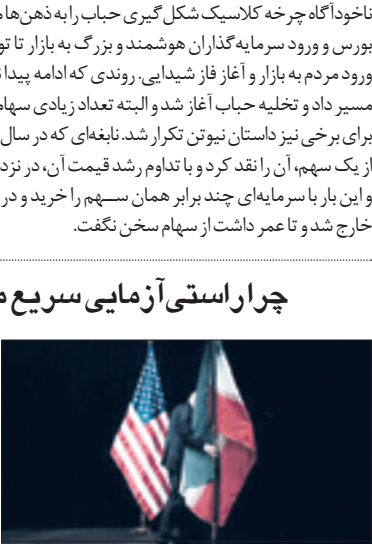 ناخودآگاه چرخه کلاسیک شکل‌گیری حباب را به ذهن‌ها
بورس و ورود سرمایه‌گذاران هوشمند و بزرگ به بازار تا
ورود مردم به بازار و آغاز فاز شیدایی. روندی که ادامه پیدا
مسیر داد و تخلیه حباب آغاز شد و البته تعداد زیادی
برای برخی نیز داستان نیوتن تکرار شد. نابغه‌ای که در سال
از یک سهم، آن را نقد کرد و با تداوم رشد قیمت آن، در
و این بار با سرمایه‌ای چند برابر همان ســهم را خرید و در
خارج شد و تا عمر داشت از سهام سخن نگفت.
چرا راستی‌آزمایی سریع